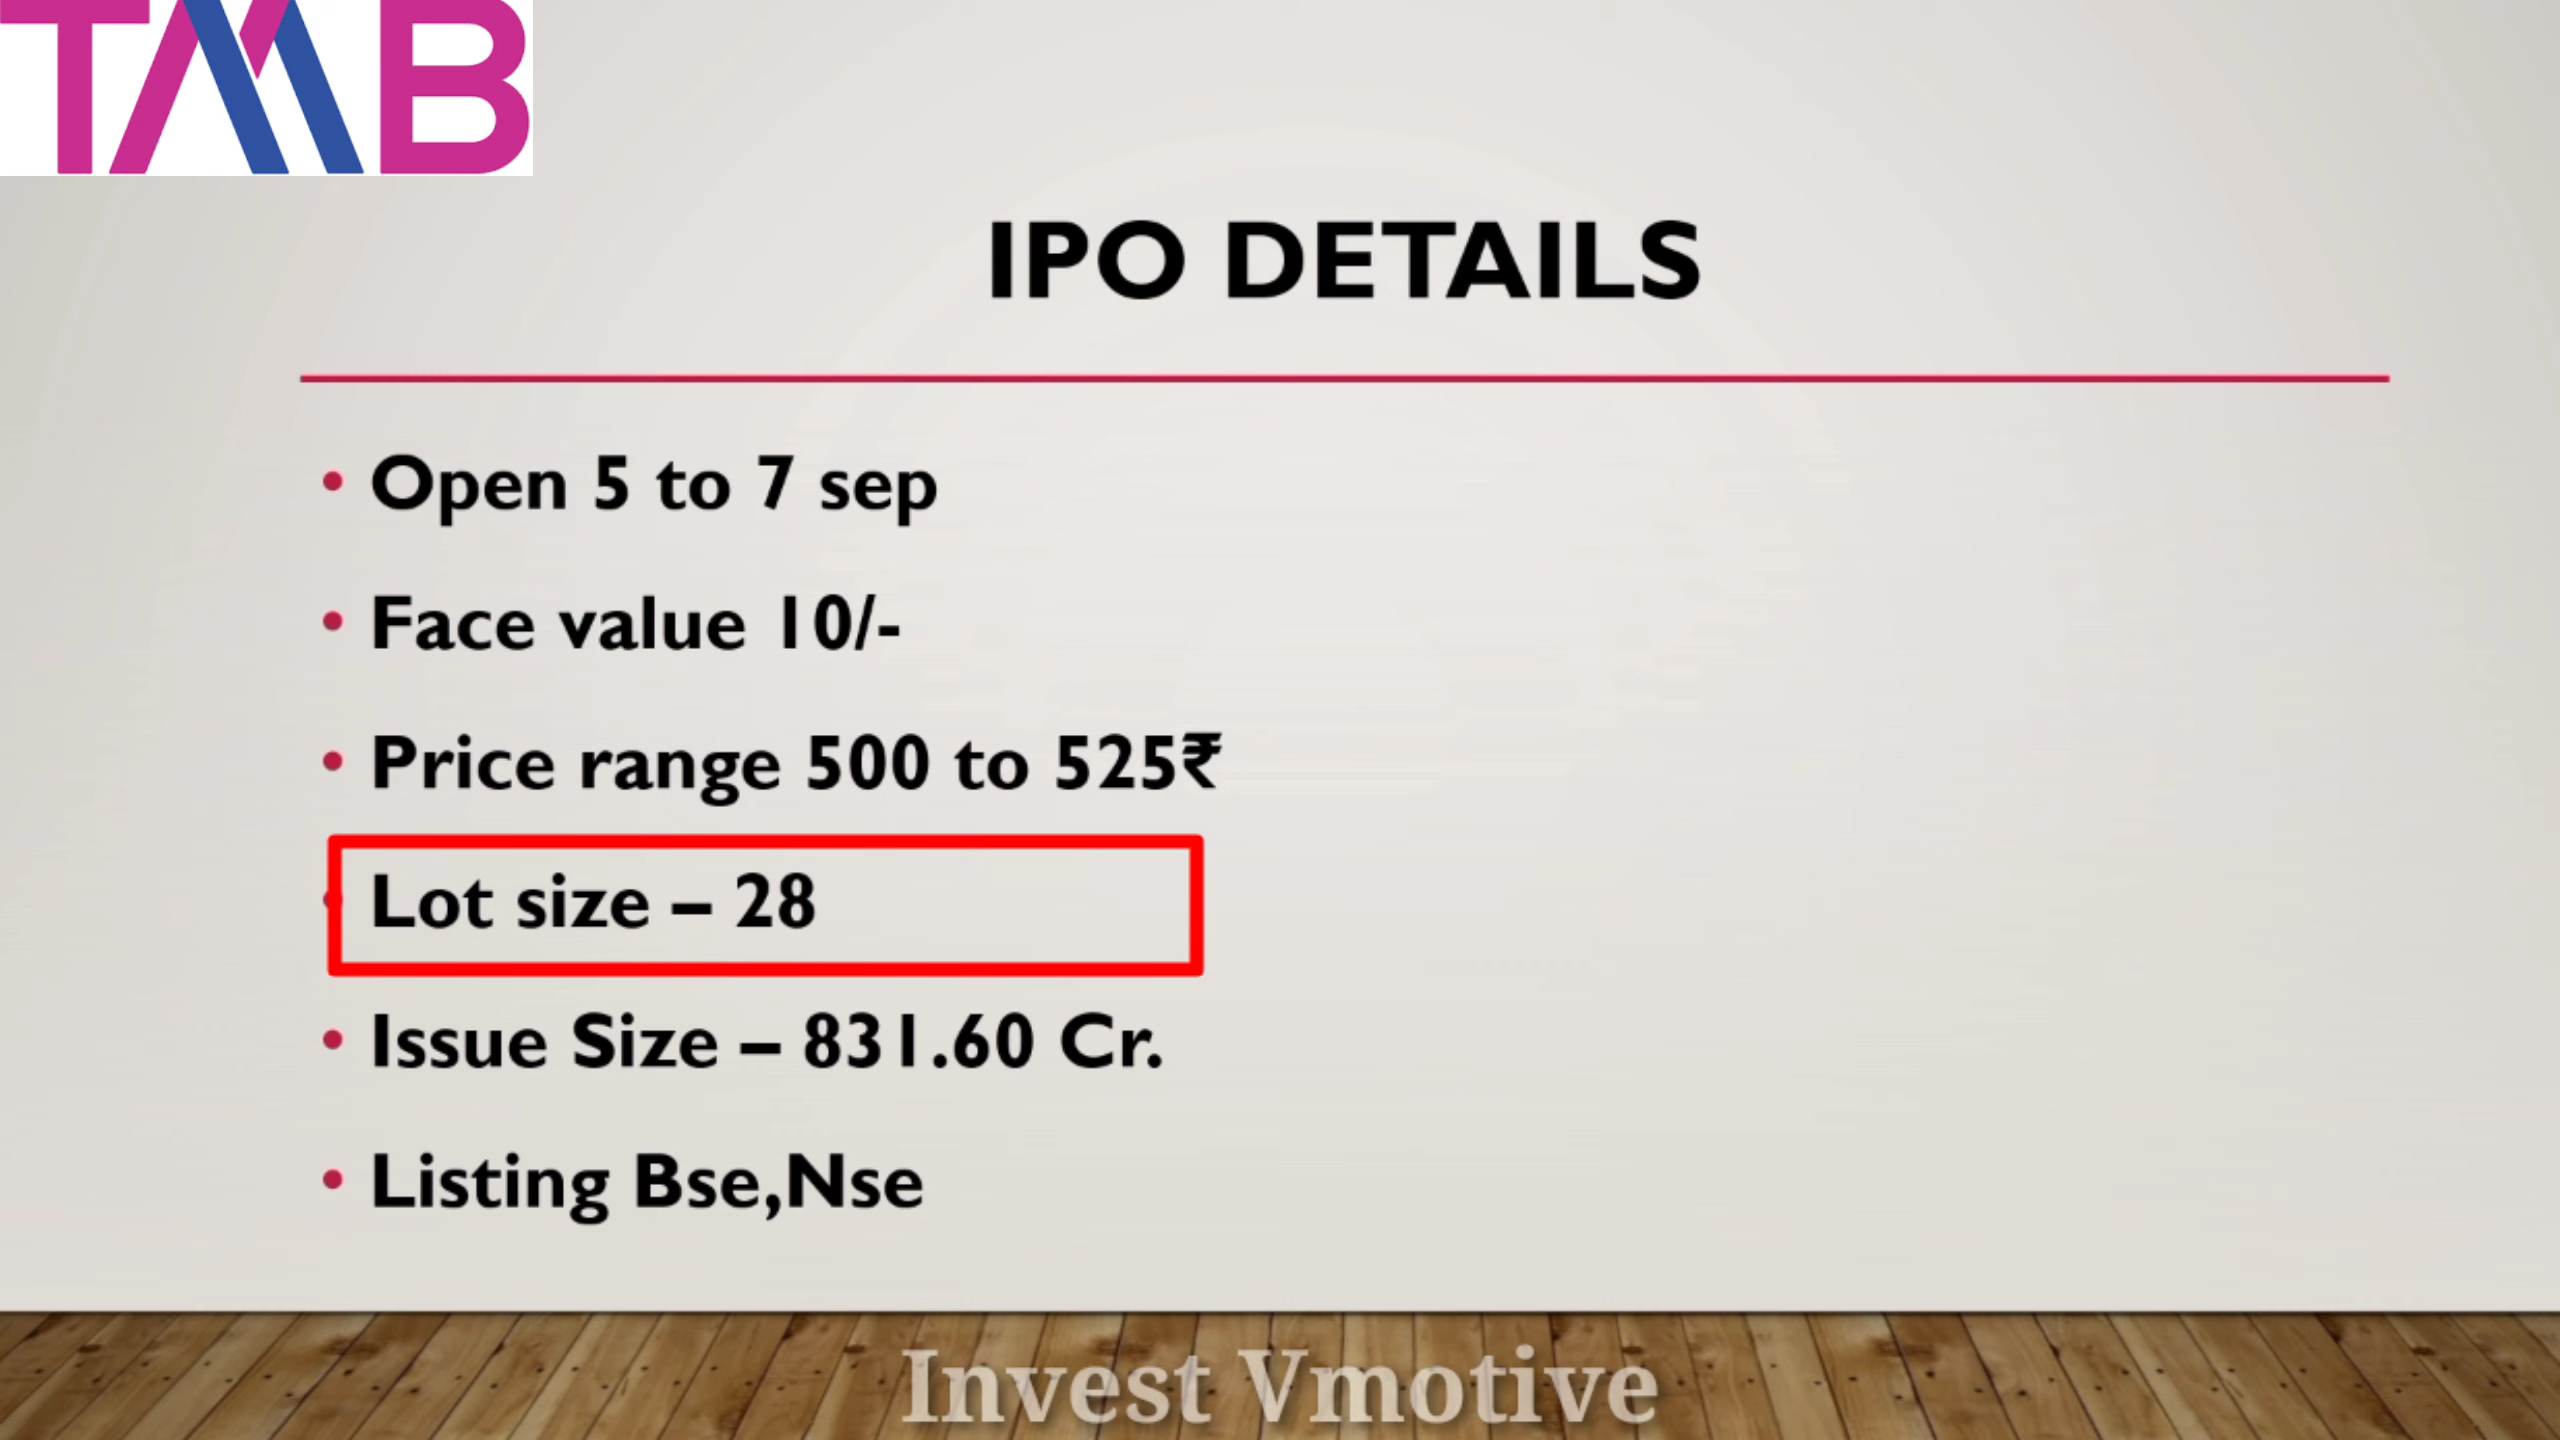 TMB
IPO DETAILS
• Open 5 to 7 sep
• Face value 10/-
• Price range 500 to 525₹
• Lot size – 28
• Issue Size – 831.60 Cr.
• Listing Bse,Nse
Invest Vmotive